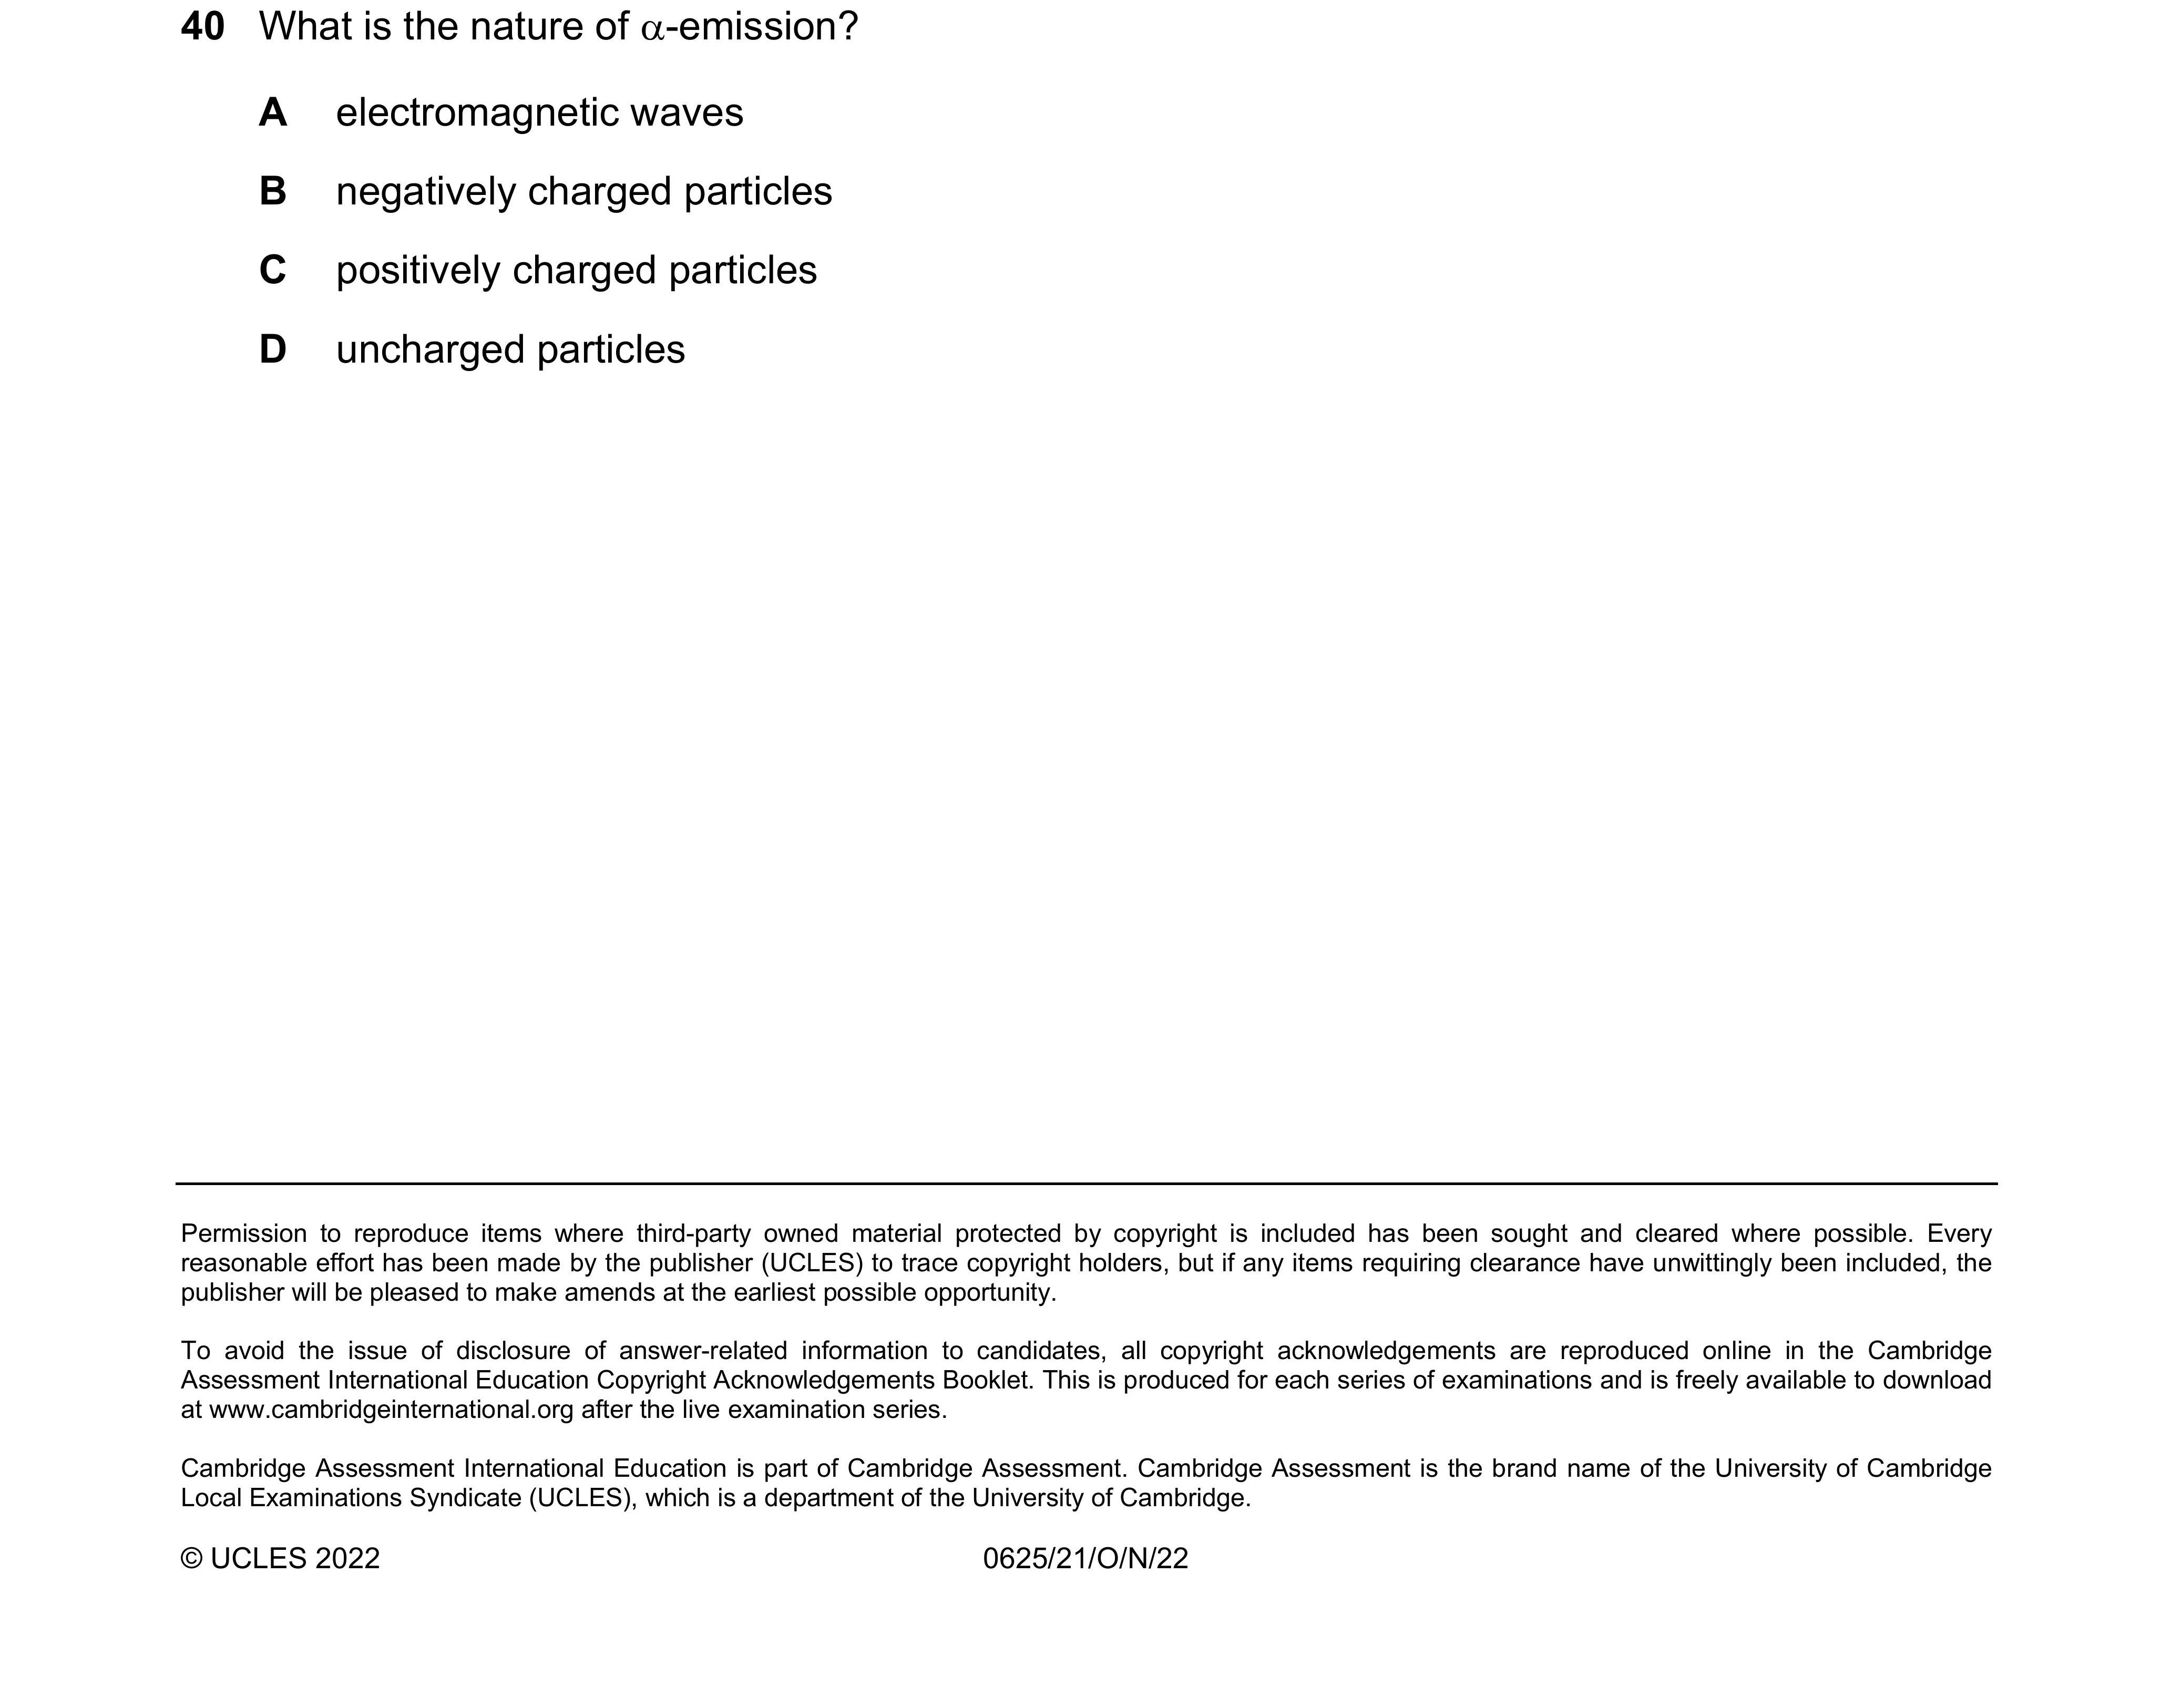 40 What is the nature of α-emission?
A electromagnetic waves
B negatively charged particles
C positively charged particles
D uncharged particles
Permission to reproduce items where third-party owned material protected by copyright is included has been sought and cleared where possible. Every
reasonable effort has been made by the publisher (UCLES) to trace copyright holders, but if any items requiring clearance have unwittingly been included, the
publisher will be pleased to make amends at the earliest possible opportunity.
To avoid the issue of disclosure of answer-related information to candidates, all copyright acknowledgements are reproduced online in the Cambridge
Assessment International Education Copyright Acknowledgements Booklet. This is produced for each series of examinations and is freely available to download
at www.cambridgeinternational.org after the live examination series.
Cambridge Assessment International Education is part of Cambridge Assessment. Cambridge Assessment is the brand name of the University of Cambridge
Local Examinations Syndicate (UCLES), which is a department of the University of Cambridge.
© UCLES 2022 0625/21/O/N/22